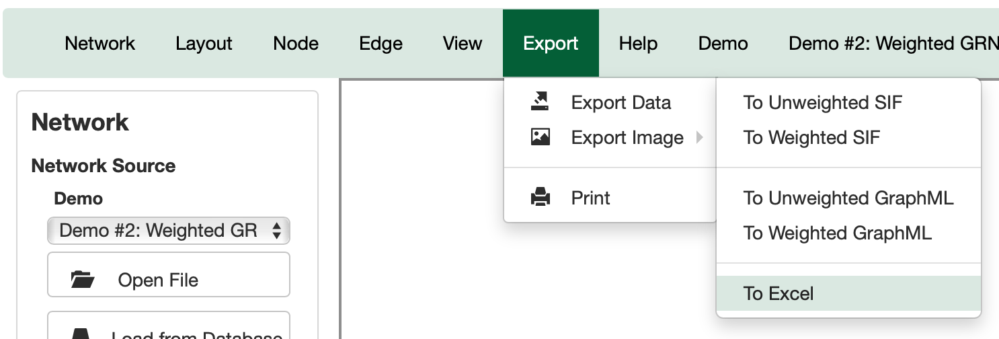 Network Layout Node Edge View Export Help Demo Demo #2: Weighted GRN
Network
Network Source
Demo
Demo #2: Weighted GR
Open File
Load from Database
Export Data
Export Image
Print
To Unweighted SIF
To Weighted SIF
To Unweighted GraphML
To Weighted GraphML
To Excel